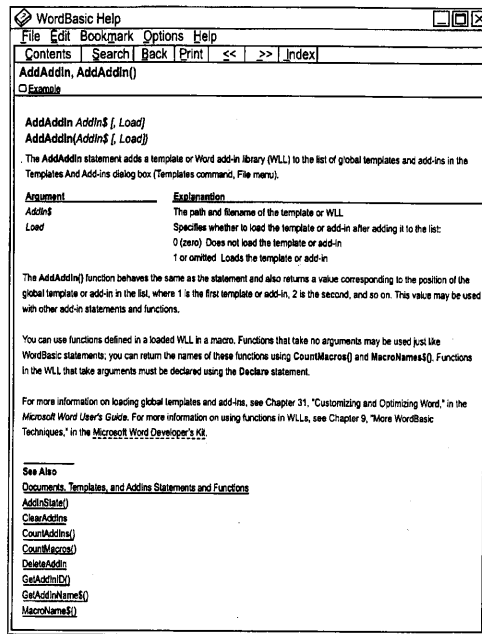 WordBasic Help
File Edit Bookmark Options Help
Contents Search Back Print << >> Index
AddAddin, AddAddIn()
Example
AddAddIn AddIn$ [, Load]
AddAddIn(AddIn$ [, Load])
. The AddAddIn statement adds a template or Word add-in library (WLL) to the list of global templates and add-ins in the
Templates And Add-ins dialog box (Templates command, File menu).
Argument Explanantion
AddIn$ The path and filename of the template or WLL
Load Specifies whether to load the template or add-in after adding it to the list:
0 (zero) Does not load the template or add-in
1 or omitted Loads the template or add-in
The AddAddIn() function behaves the same as the statement and also returns a value corresponding to the position of the
global template or add-in in the list, where 1 is the first template or add-in, 2 is the second, and so on. This value may be used
with other add-in statements and functions.
You can use functions defined in a loaded WLL in a macro. Functions that take no arguments may be used just like
WordBasic statements; you can return the names of these functions using CountMacros() and MacroNames$(). Functions
in the WLL that take arguments must be declared using the Declare statement.
For more information on loading global templates and add-ins, see Chapter 31, "Customizing and Optimizing Word," in the
Microsoft Word User's Guide. For more information on using functions in WLLs, see Chapter 9, "More WordBasic
Techniques," in the Microsoft Word Developer's Kit.
See Also
Documents, Templates, and Addins Statements and Functions
AddInState()
ClearAddIns
CountAddIns()
CountMacros()
DeleteAddIn
GetAddInID()
GetAddInName$()
MacroName$()